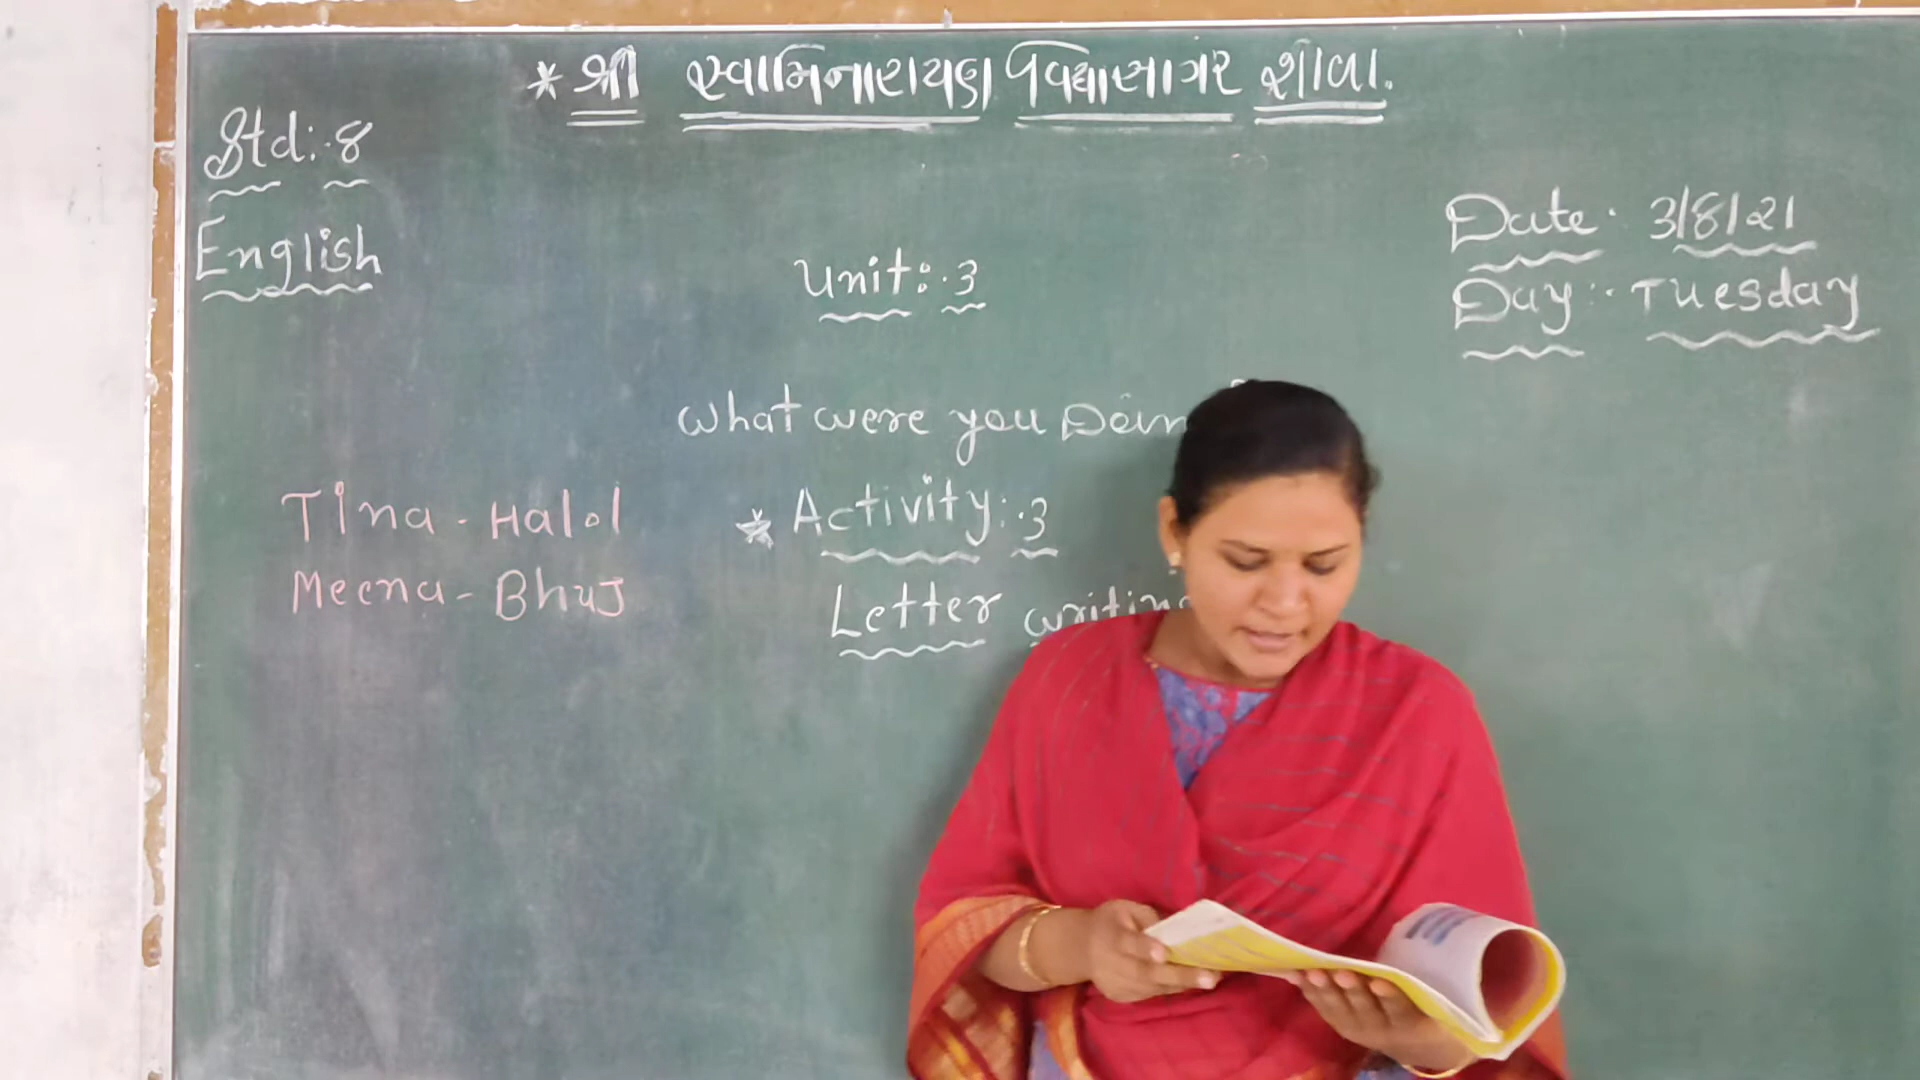 * શ્રી સ્વામિનારાયણ વિદ્યાસાગર શાળા.
Std:- 8
English
Date: 3/8/21
Day:- Tuesday
Unit:- 3
What were you Doin
* Activity:- 3
Letter writing
Tina - Halol
Meena - Bhuj